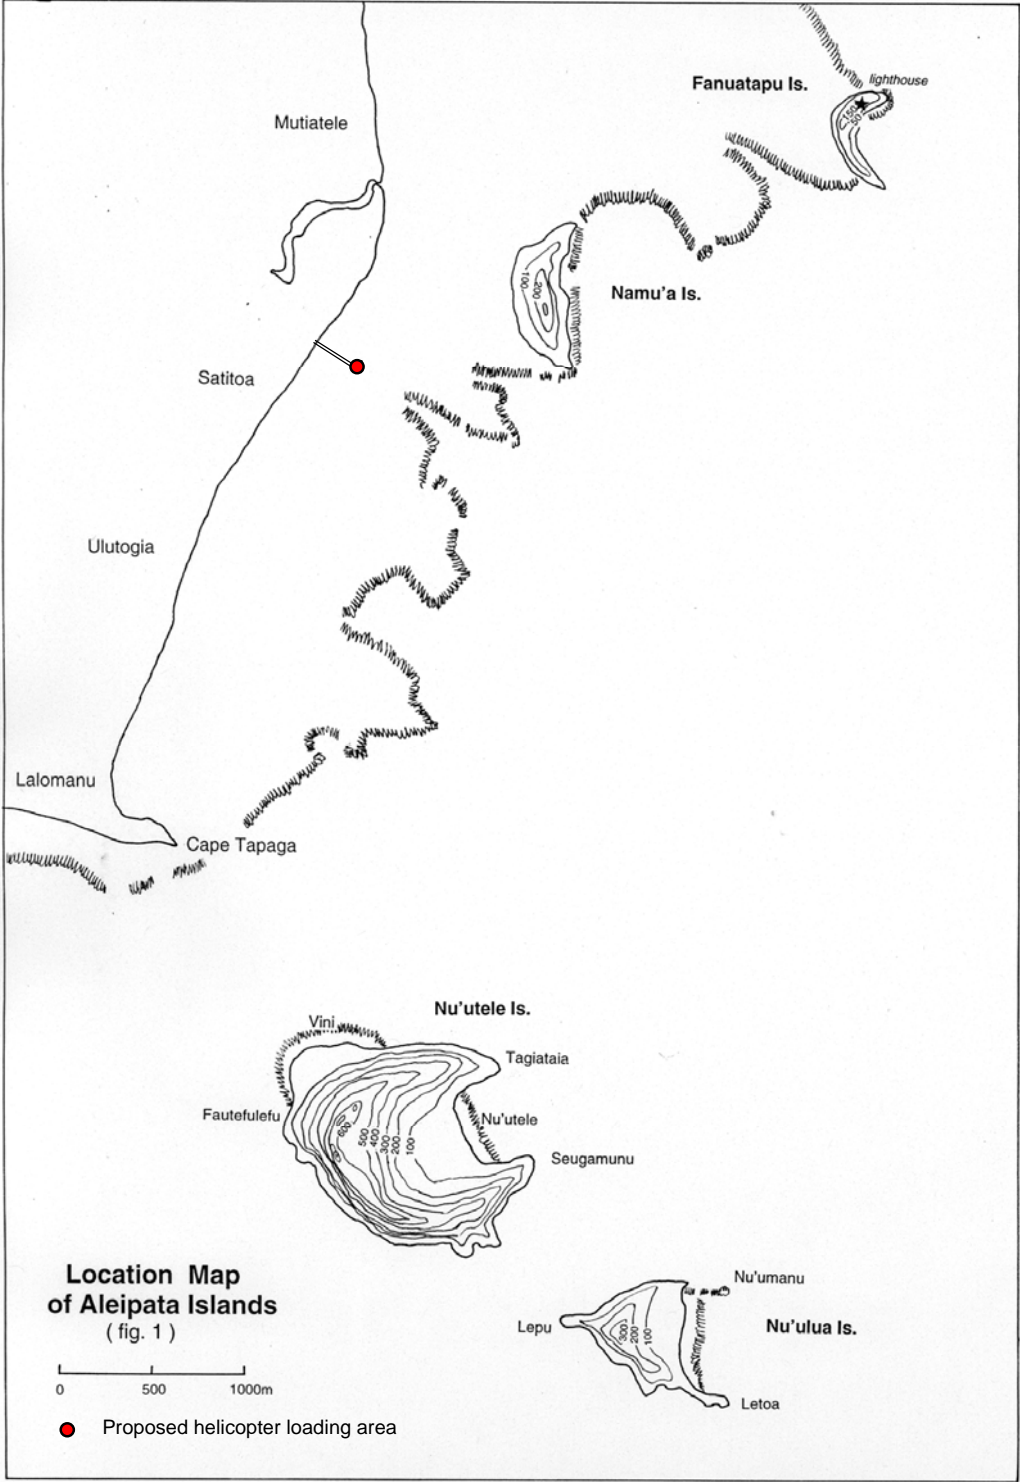 lighthouse
Fanuatapu Is.
150
50
Mutiatele
100
200
Namu'a Is.
Satitoa
Ulutogia
Lalomanu
Cape Tapaga
Nu'utele Is.
Vini
Tagiataia
Fautefulefu
Nu'utele
600
500
400
300
200
100
Seugamunu
Location Map
of Aleipata Islands
( fig. 1 )
0 500 1000m
Proposed helicopter loading area
Nu'umanu
Lepu
300
200
100
Nu'ulua Is.
Letoa